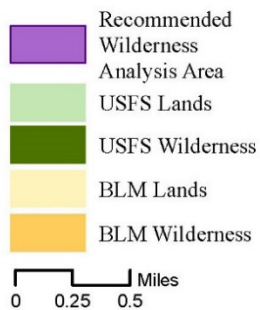 Recommended
Wilderness
Analysis Area
USFS Lands
USFS Wilderness
BLM Lands
BLM Wilderness
Miles
0 0.25 0.5